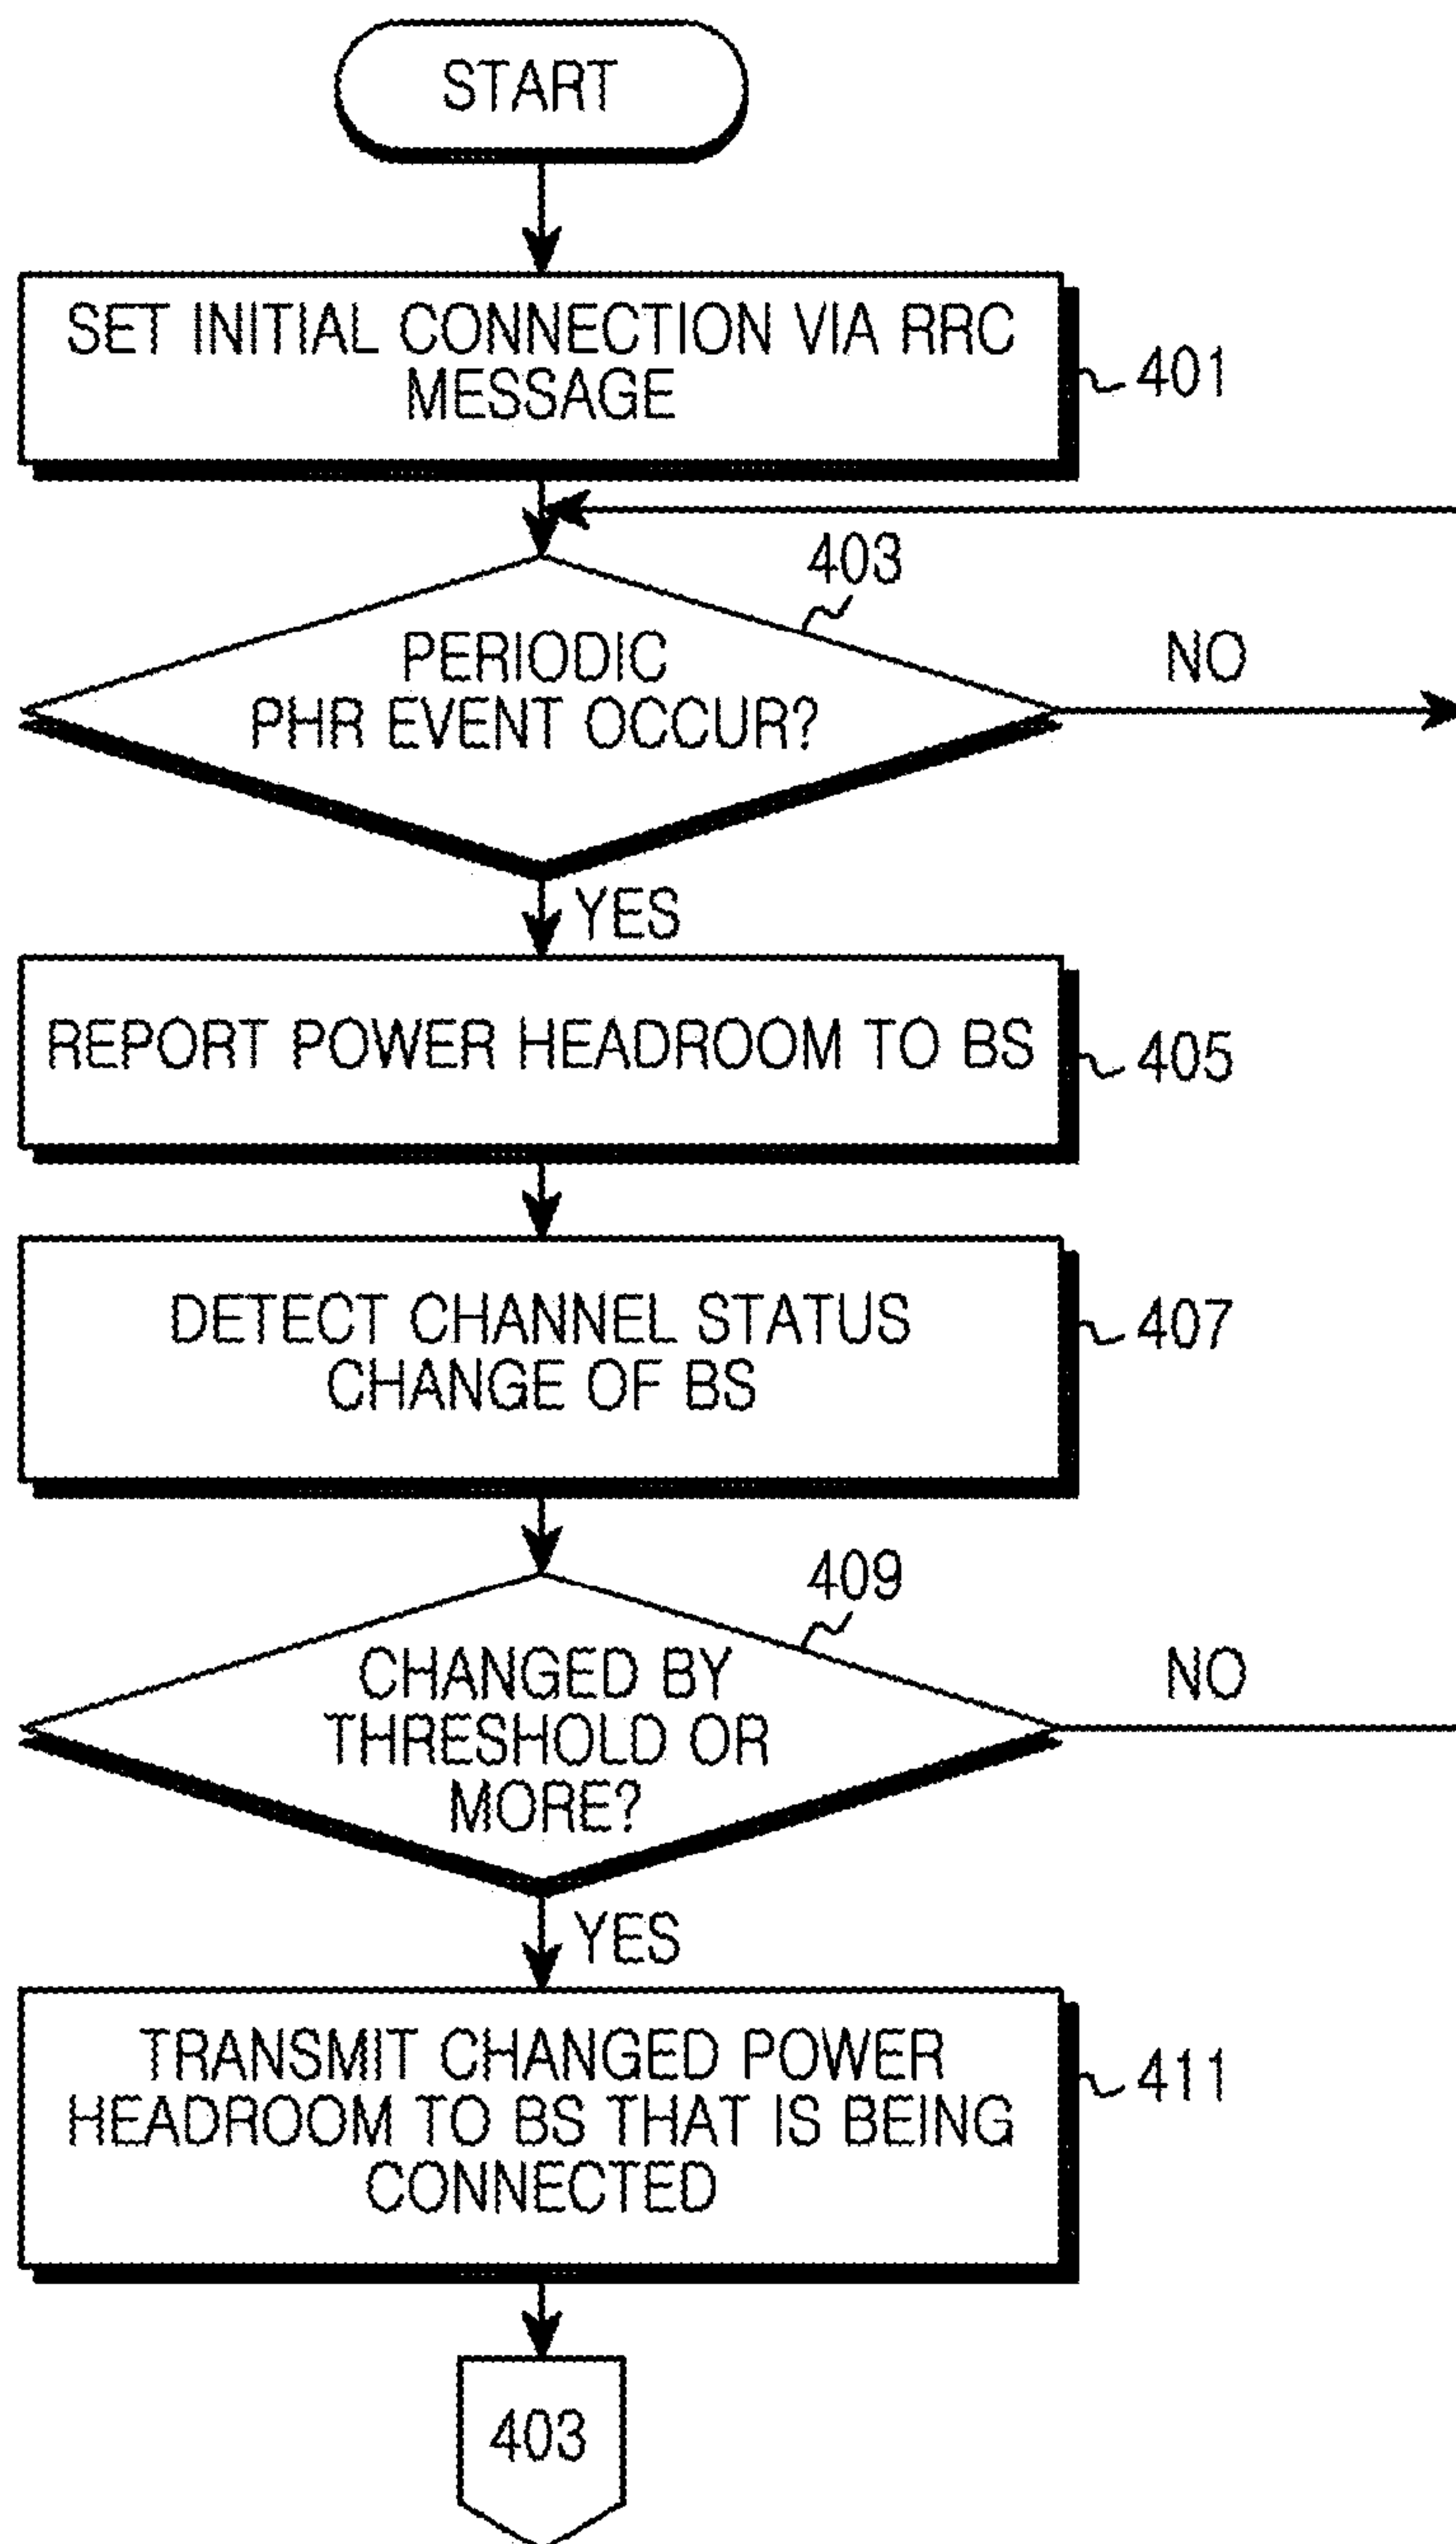 START
SET INITIAL CONNECTION VIA RRC
MESSAGE
401
403
PERIODIC
PHR EVENT OCCUR?
NO
YES
REPORT POWER HEADROOM TO BS
405
DETECT CHANNEL STATUS
CHANGE OF BS
407
409
CHANGED BY
THRESHOLD OR
MORE?
NO
YES
TRANSMIT CHANGED POWER
HEADROOM TO BS THAT IS BEING
CONNECTED
411
403